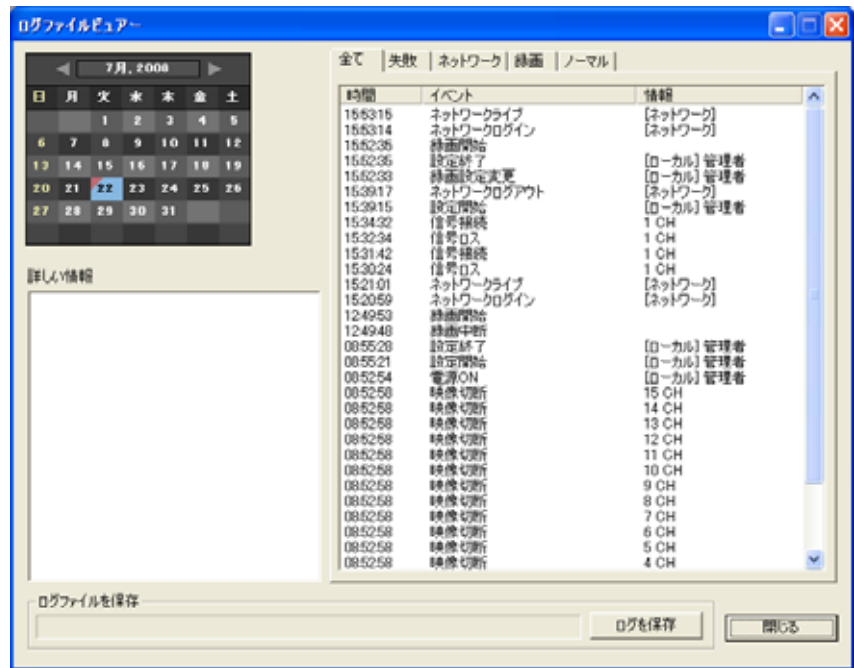 ログファイルビュアー
7月, 2008
日 月 火 水 木 金 土
1 2 3 4 5
6 7 8 9 10 11 12
13 14 15 16 17 18 19
20 21 22 23 24 25 26
27 28 29 30 31
詳しい情報
全て 失敗 ネットワーク 録画 ノーマル
時間 イベント 情報
15:53:15 ネットワークライブ [ネットワーク]
15:53:14 ネットワークログイン [ネットワーク]
15:52:35 録画開始
15:52:35 設定終了 [ローカル] 管理者
15:52:33 録画設定変更 [ローカル] 管理者
15:39:17 ネットワークログアウト [ネットワーク]
15:39:15 設定開始 [ローカル] 管理者
15:34:32 信号接続 1 CH
15:32:34 信号ロス 1 CH
15:31:42 信号接続 1 CH
15:30:24 信号ロス 1 CH
15:21:01 ネットワークライブ [ネットワーク]
15:20:59 ネットワークログイン [ネットワーク]
12:49:53 録画開始
12:49:48 録画中断
08:55:28 設定終了 [ローカル] 管理者
08:55:21 設定開始 [ローカル] 管理者
08:52:54 電源ON [ローカル] 管理者
08:52:58 映像切断 15 CH
08:52:58 映像切断 14 CH
08:52:58 映像切断 13 CH
08:52:58 映像切断 12 CH
08:52:58 映像切断 11 CH
08:52:58 映像切断 10 CH
08:52:58 映像切断 9 CH
08:52:58 映像切断 8 CH
08:52:58 映像切断 7 CH
08:52:58 映像切断 6 CH
08:52:58 映像切断 5 CH
08:52:58 映像切断 4 CH
ログファイルを保存
ログを保存 閉じる